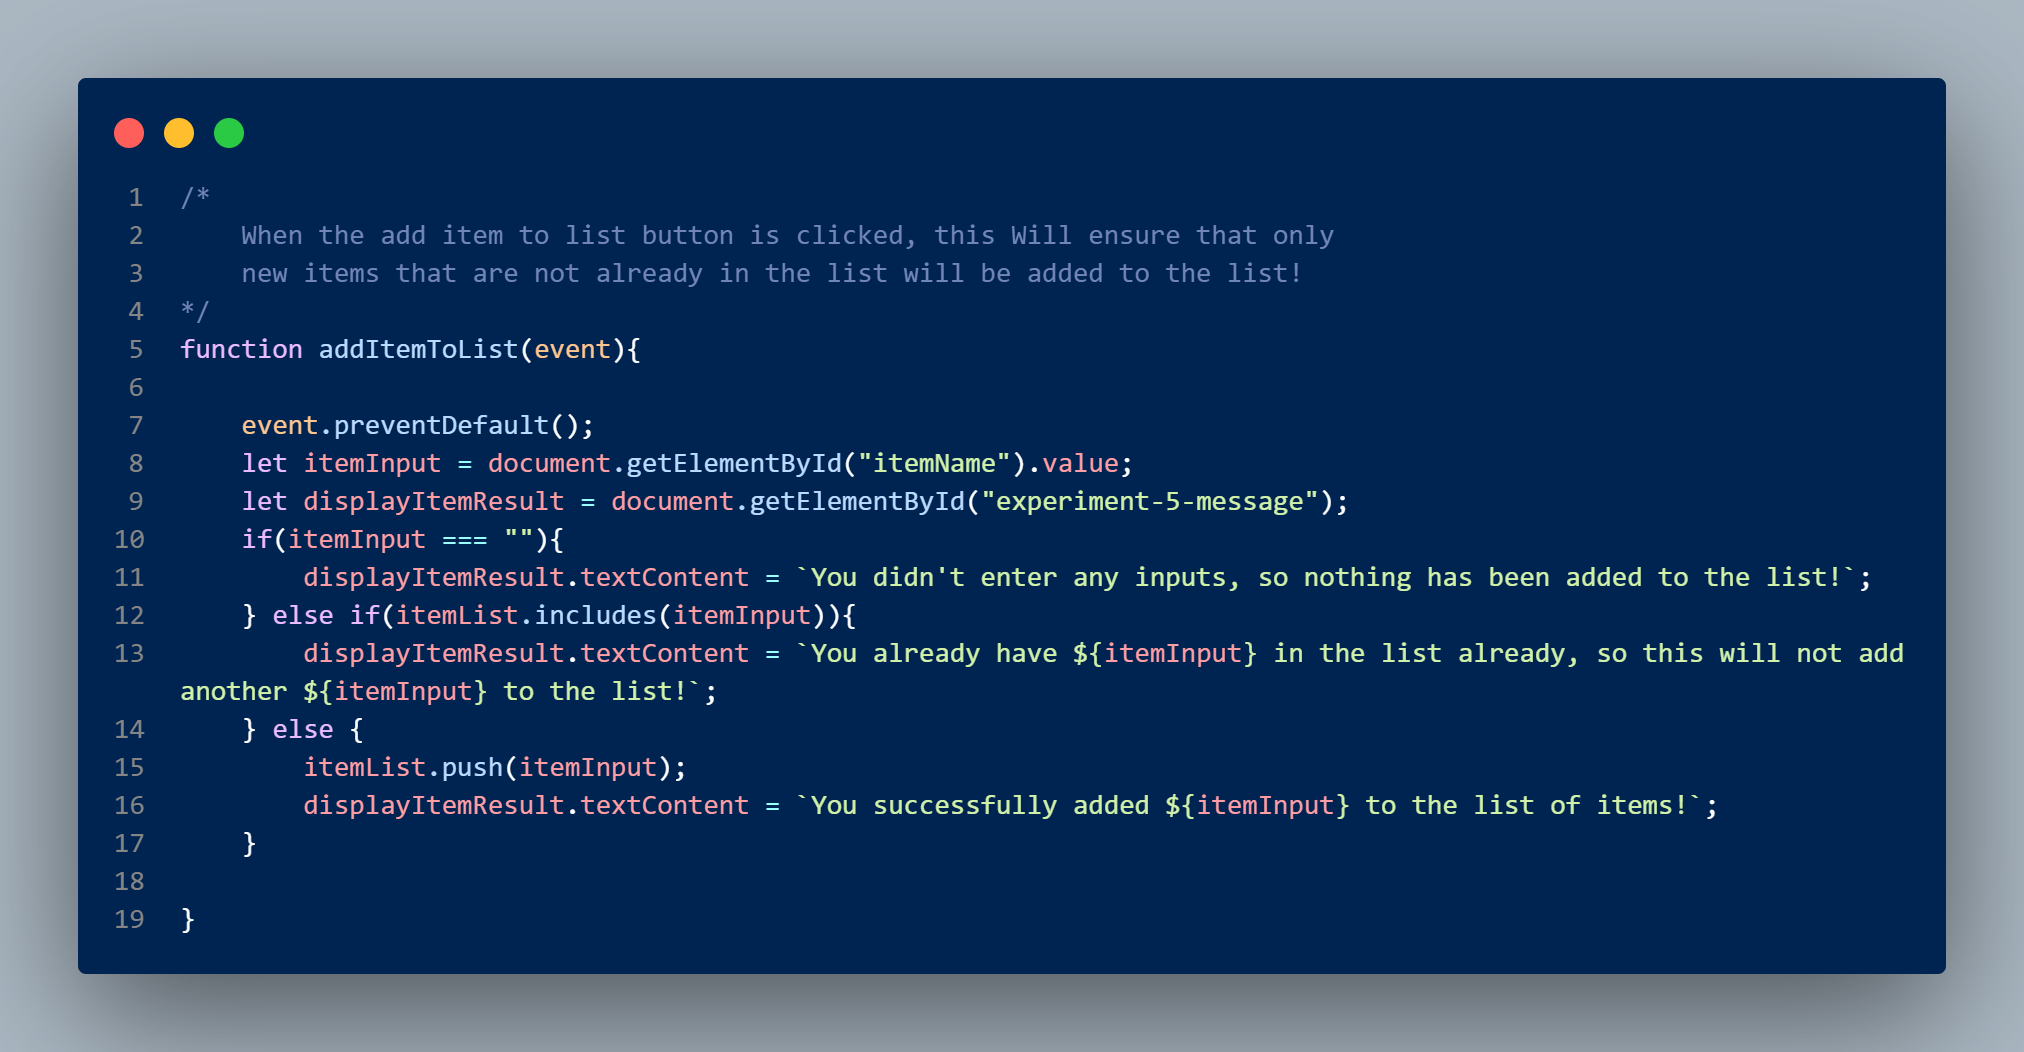 1 /*
2     When the add item to list button is clicked, this Will ensure that only
3     new items that are not already in the list will be added to the list!
4 */
5 function addItemToList(event){
6
7     event.preventDefault();
8     let itemInput = document.getElementById("itemName").value;
9     let displayItemResult = document.getElementById("experiment-5-message");
10     if(itemInput === ""){
11         displayItemResult.textContent = `You didn't enter any inputs, so nothing has been added to the list!`;
12     } else if(itemList.includes(itemInput)){
13         displayItemResult.textContent = `You already have ${itemInput} in the list already, so this will not add
another ${itemInput} to the list!`;
14     } else {
15         itemList.push(itemInput);
16         displayItemResult.textContent = `You successfully added ${itemInput} to the list of items!`;
17     }
18
19 }